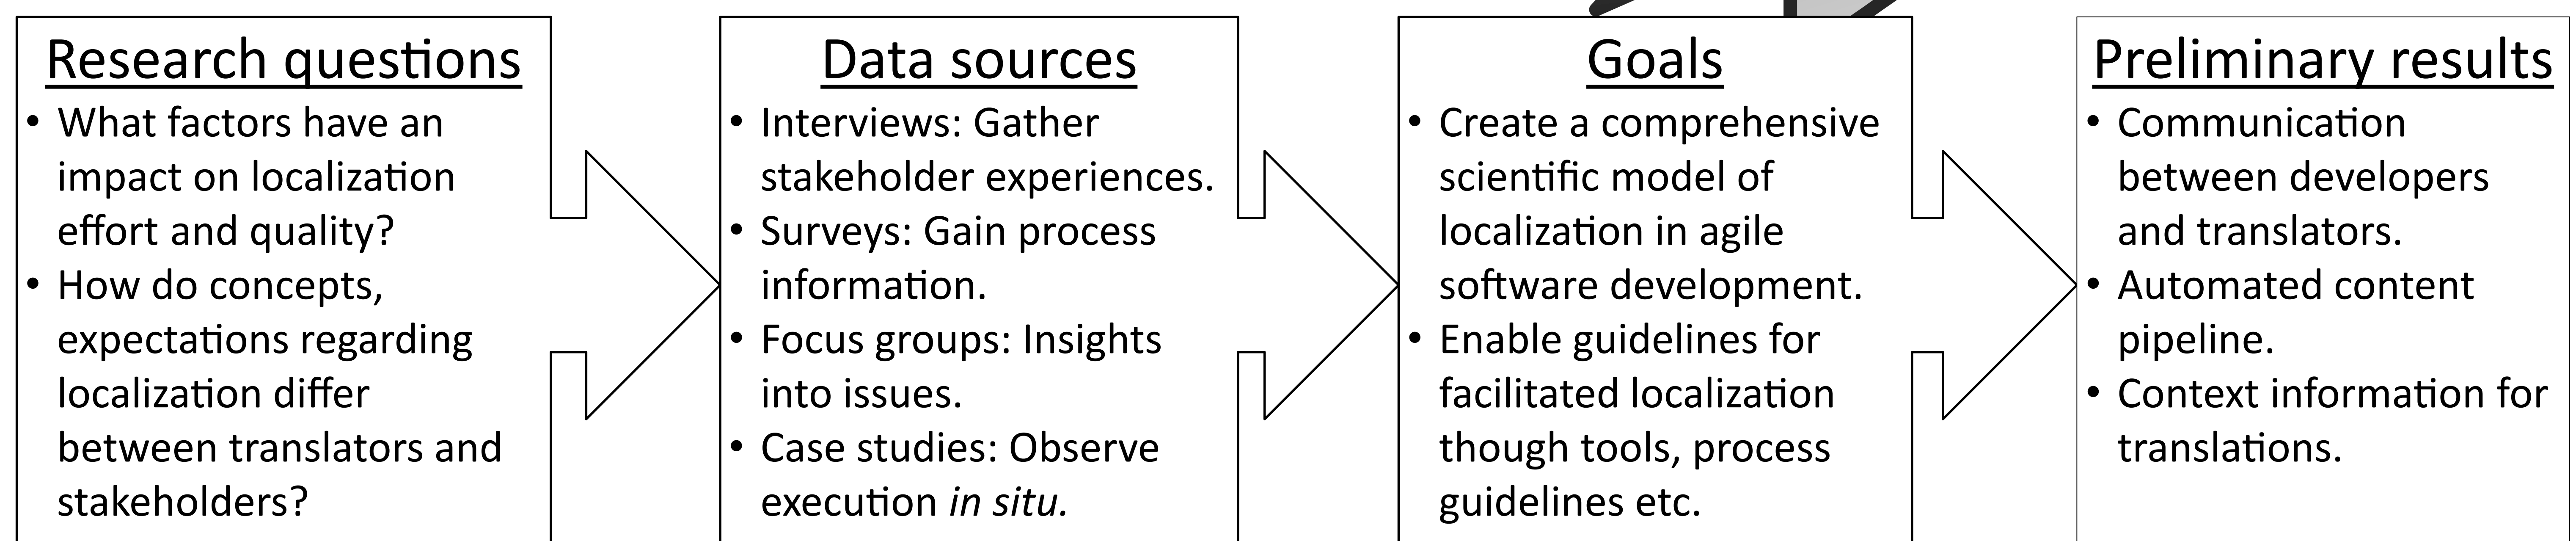 Research questions
• What factors have an
impact on localization
effort and quality?
• How do concepts,
expectations regarding
localization differ
between translators and
stakeholders?
Data sources
• Interviews: Gather
stakeholder experiences.
• Surveys: Gain process
information.
• Focus groups: Insights
into issues.
• Case studies: Observe
execution in situ.
Goals
• Create a comprehensive
scientific model of
localization in agile
software development.
• Enable guidelines for
facilitated localization
though tools, process
guidelines etc.
Preliminary results
• Communication
between developers
and translators.
• Automated content
pipeline.
• Context information for
translations.